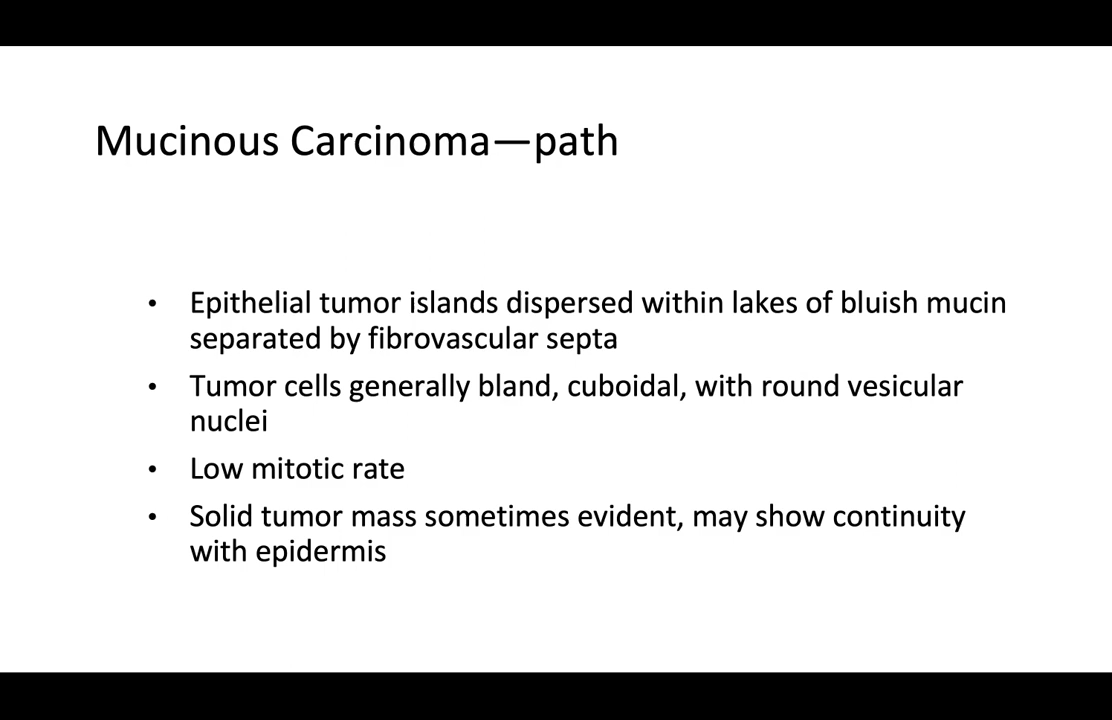 Mucinous Carcinoma—path
• Epithelial tumor islands dispersed within lakes of bluish mucin
separated by fibrovascular septa
• Tumor cells generally bland, cuboidal, with round vesicular
nuclei
• Low mitotic rate
• Solid tumor mass sometimes evident, may show continuity
with epidermis